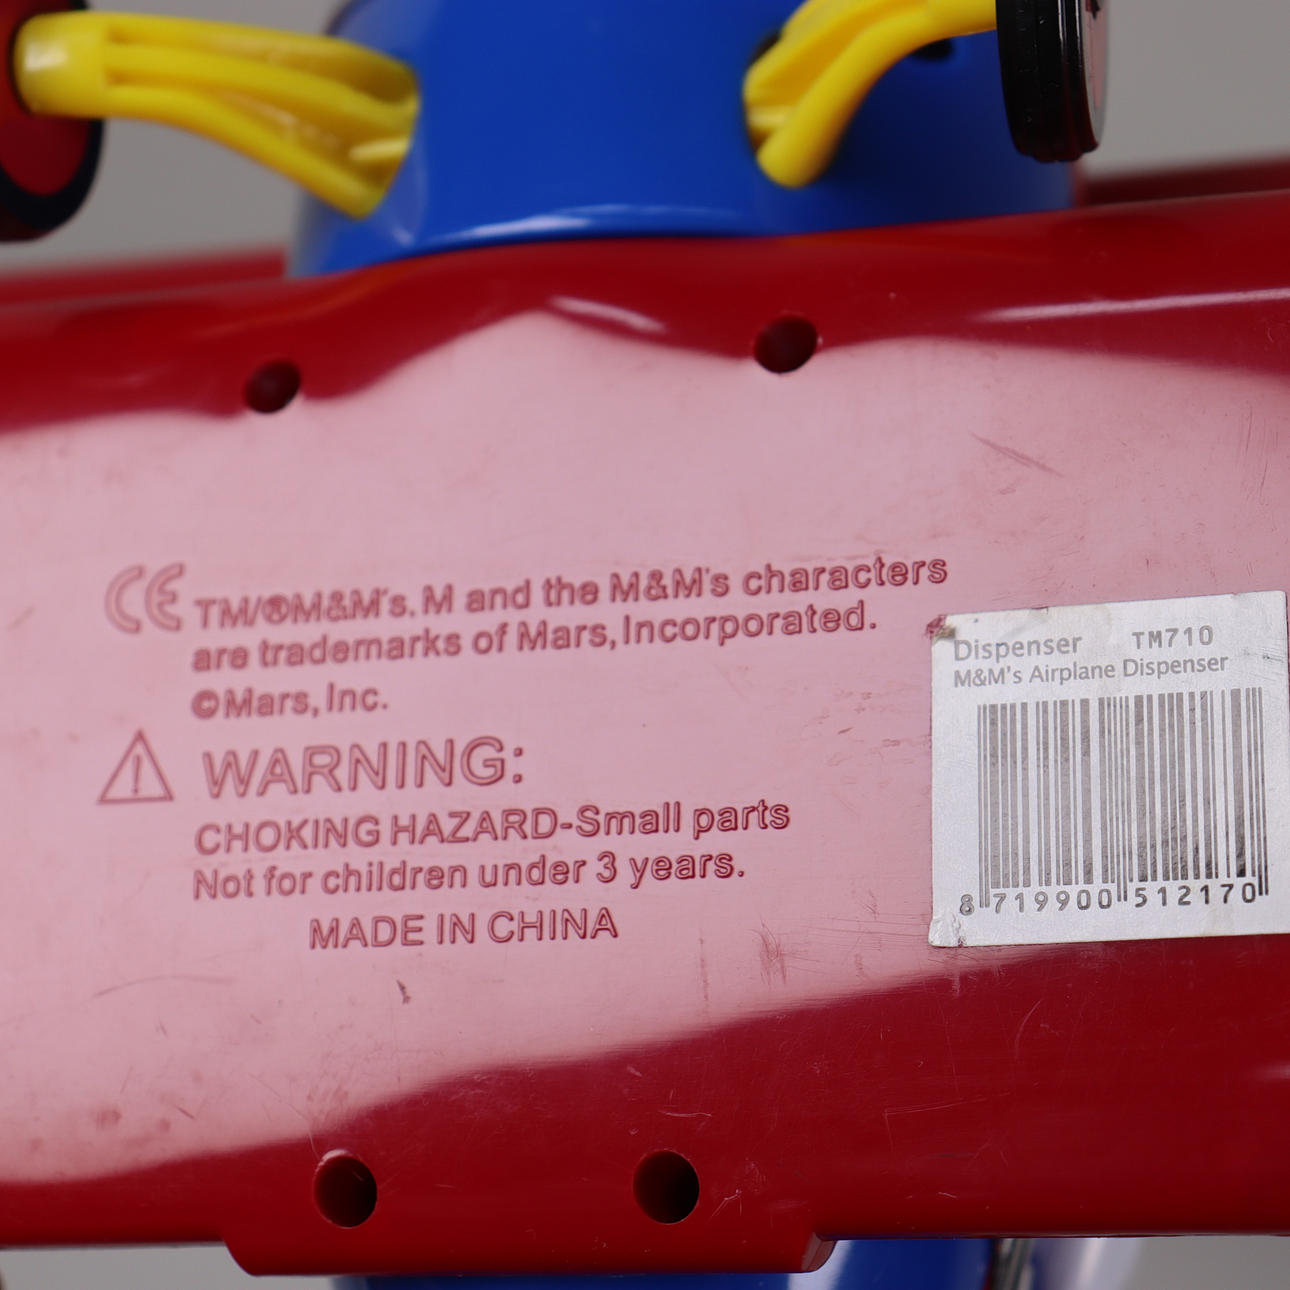 CE TM/®M&M's. M and the M&M's characters
are trademarks of Mars, Incorporated.
©Mars, Inc.
WARNING:
CHOKING HAZARD-Small parts
Not for children under 3 years.
MADE IN CHINA
Dispenser TM710
M&M's Airplane Dispenser
8 719900 512170